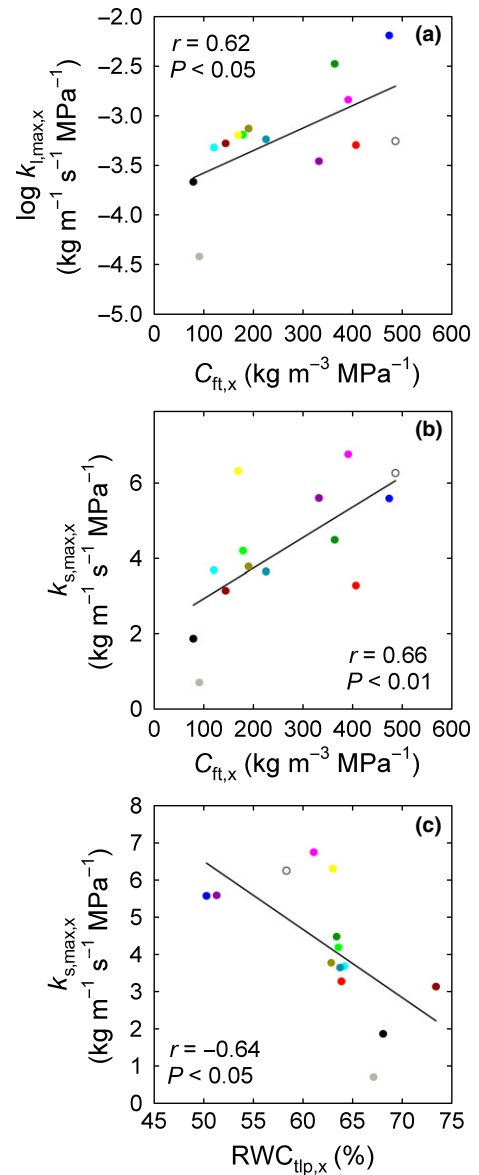 (a)
r = 0.62
P < 0.05
−2.0
−2.5
−3.0
−3.5
−4.0
−4.5
−5.0
log kl,max,x
(kg m−1 s−1 MPa−1)
0 100 200 300 400 500 600
Cft,x (kg m−3 MPa−1)
(b)
6
4
2
0
ks,max,x
(kg m−1 s−1 MPa−1)
r = 0.66
P < 0.01
0 100 200 300 400 500 600
Cft,x (kg m−3 MPa−1)
(c)
8
7
6
5
4
3
2
1
0
ks,max,x
(kg m−1 s−1 MPa−1)
r = −0.64
P < 0.05
45 50 55 60 65 70 75
RWCtlp,x (%)